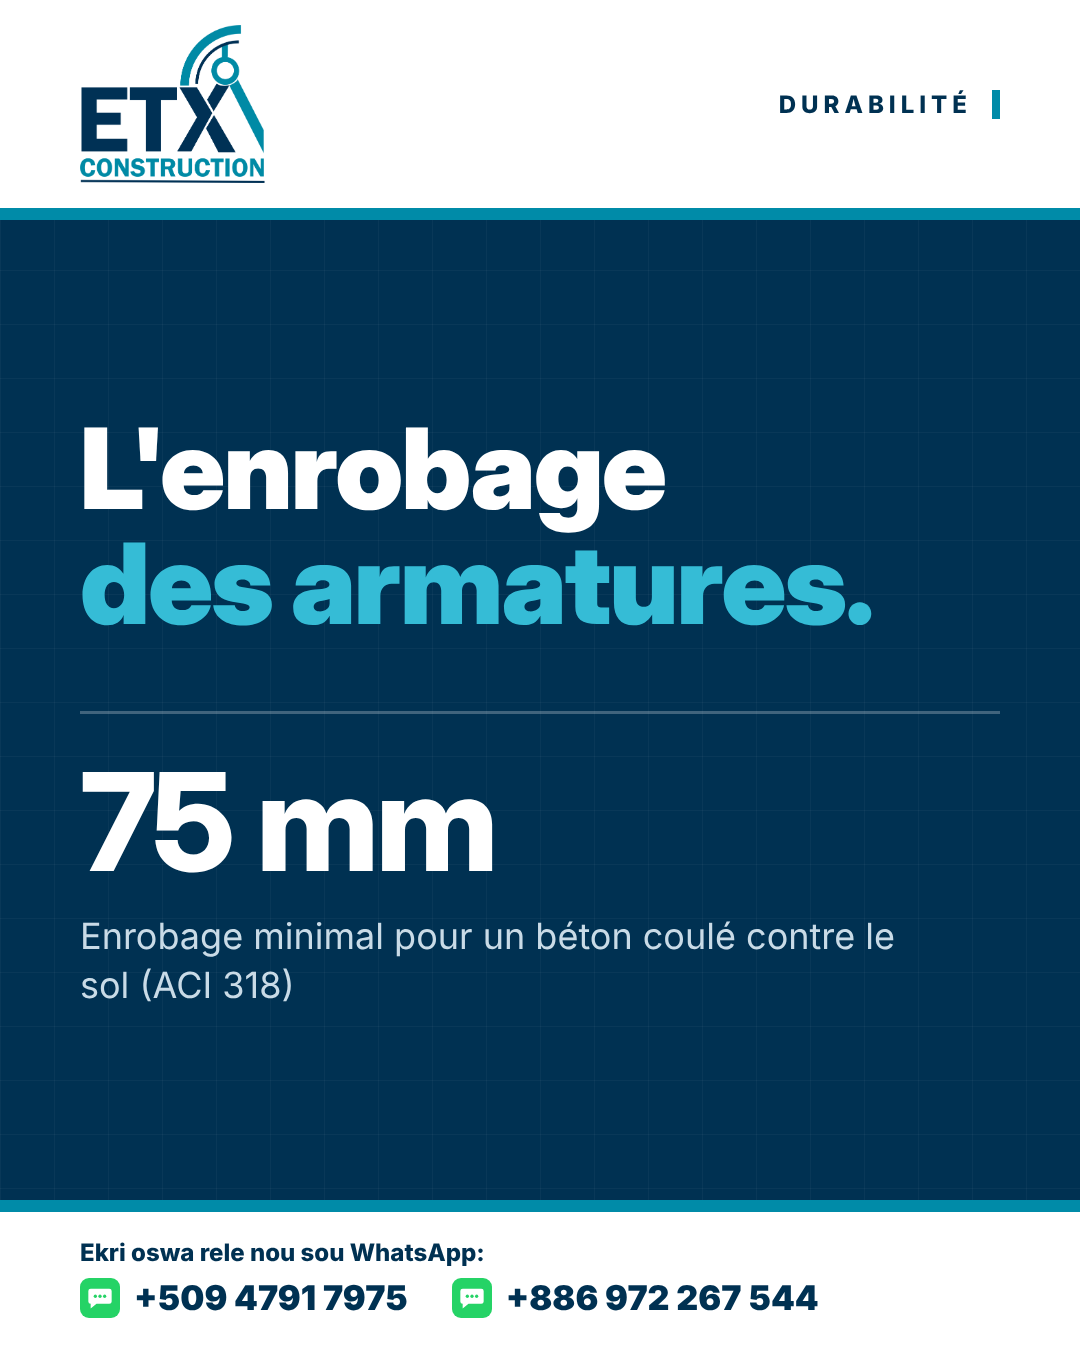 ETX
CONSTRUCTION
DURABILITÉ
L'enrobage
des armatures.
75 mm
Enrobage minimal pour un béton coulé contre le
sol (ACI 318)
Ekri oswa rele nou sou WhatsApp:
+509 4791 7975
+886 972 267 544